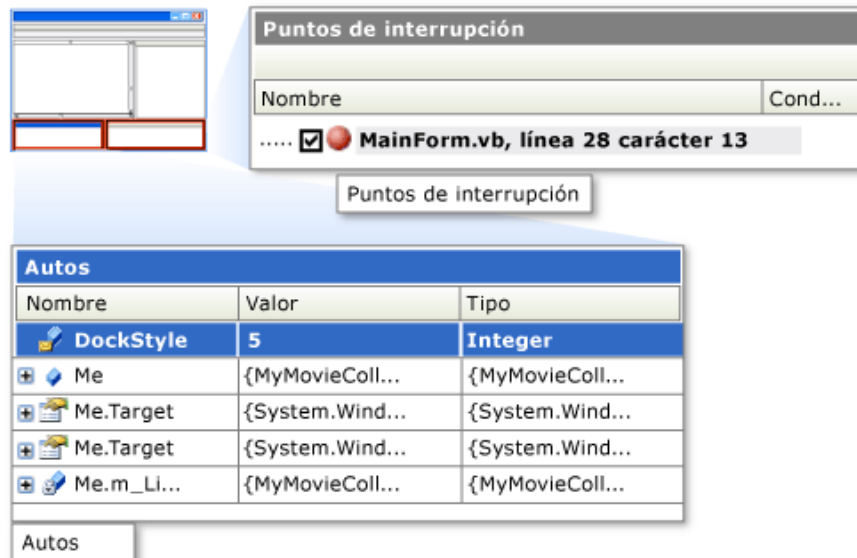 Puntos de interrupción
Nombre Cond...
MainForm.vb, línea 28 carácter 13
Puntos de interrupción
Autos
Nombre Valor Tipo
DockStyle 5 Integer
Me {MyMovieColl... {MyMovieColl...
Me.Target {System.Wind... {System.Wind...
Me.Target {System.Wind... {System.Wind...
Me.m_Li... {MyMovieColl... {MyMovieColl...
Autos